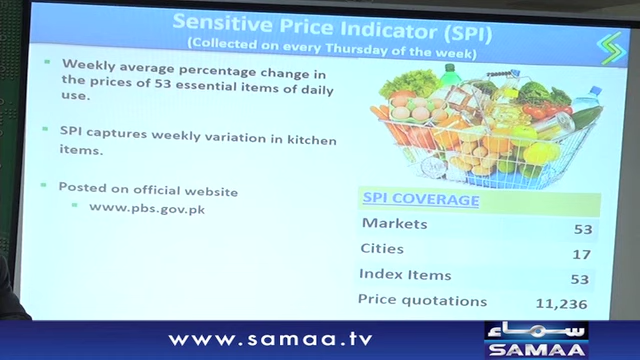 Sensitive Price Indicator (SPI)
(Collected on every Thursday of the week)
Weekly average percentage change in
the prices of 53 essential items of daily
use.
SPI captures weekly variation in kitchen
items.
Posted on official website
www.pbs.gov.pk
SPI COVERAGE
Markets 53
Cities 17
Index Items 53
Price quotations 11,236
www.samaa.tv
سماء
SAMAA